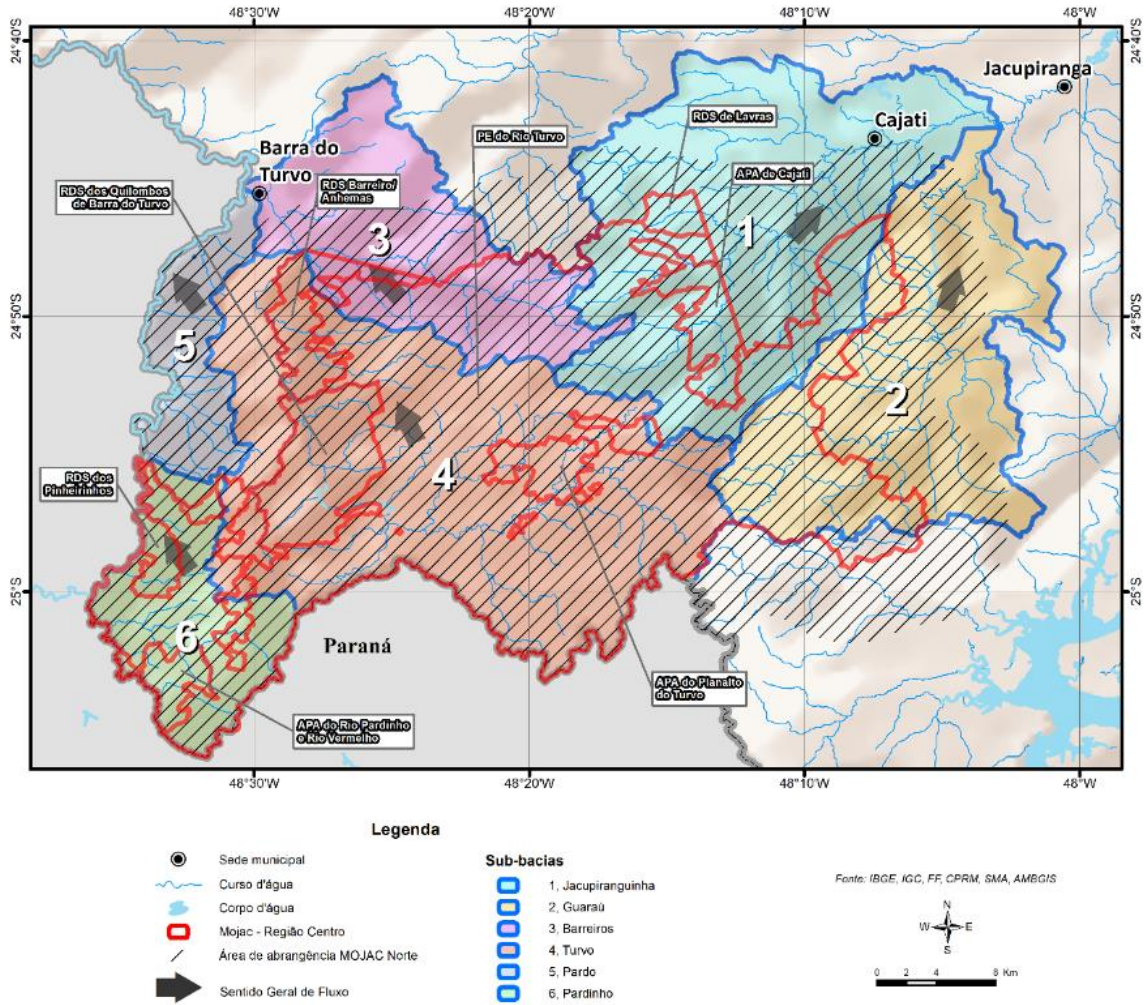 48°30'W
48°20'W
48°10'W
48°W
24°40'S
24°40'S
Jacupiranga
Cajati
RDS de Lavras
PE do Rio Turvo
Barra do
Turvo
RDS Barreiro/
Anhemas
RDS dos Quilombos
de Barra do Turvo
APA de Cajati
1
3
24°50'S
24°50'S
5
2
4
RDS dos
Pinheirinhos
25°S
25°S
6
Paraná
APA do Planalto
do Turvo
APA do Rio Pardinho
e Rio Vermelho
48°30'W
48°20'W
48°10'W
48°W
Legenda
Sede municipal
Curso d'água
Corpo d'água
Mojac - Região Centro
Área de abrangência MOJAC Norte
Sentido Geral de Fluxo
Sub-bacias
1, Jacupiranguinha
2, Guaraú
3, Barreiros
4, Turvo
5, Pardo
6, Pardinho
Fonte: IBGE, IGC, FF, CPRM, SMA, AMBGIS
N
W E
S
0 2 4 8 Km